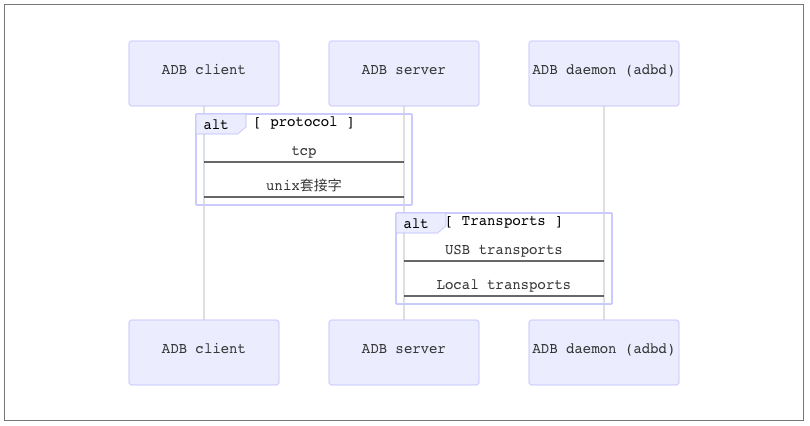 ADB client
ADB server
ADB daemon (adbd)
alt
[ protocol ]
tcp
unix套接字
alt
[ Transports ]
USB transports
Local transports
ADB client
ADB server
ADB daemon (adbd)